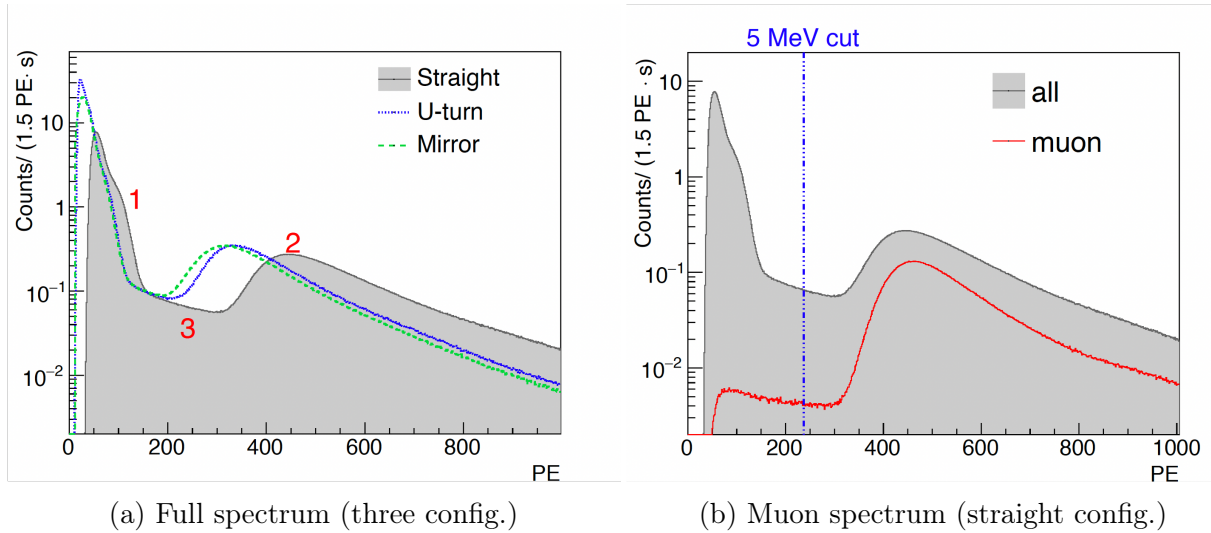 Counts/ (1.5 PE· s)
10
1
10⁻¹
10⁻²
0 200 400 600 800
PE
Straight
U-turn
Mirror
1
2
3
(a) Full spectrum (three config.)
5 MeV cut
Counts/ (1.5 PE · s)
10
1
10⁻¹
10⁻²
0 200 400 600 800 1000
PE
all
muon
(b) Muon spectrum (straight config.)